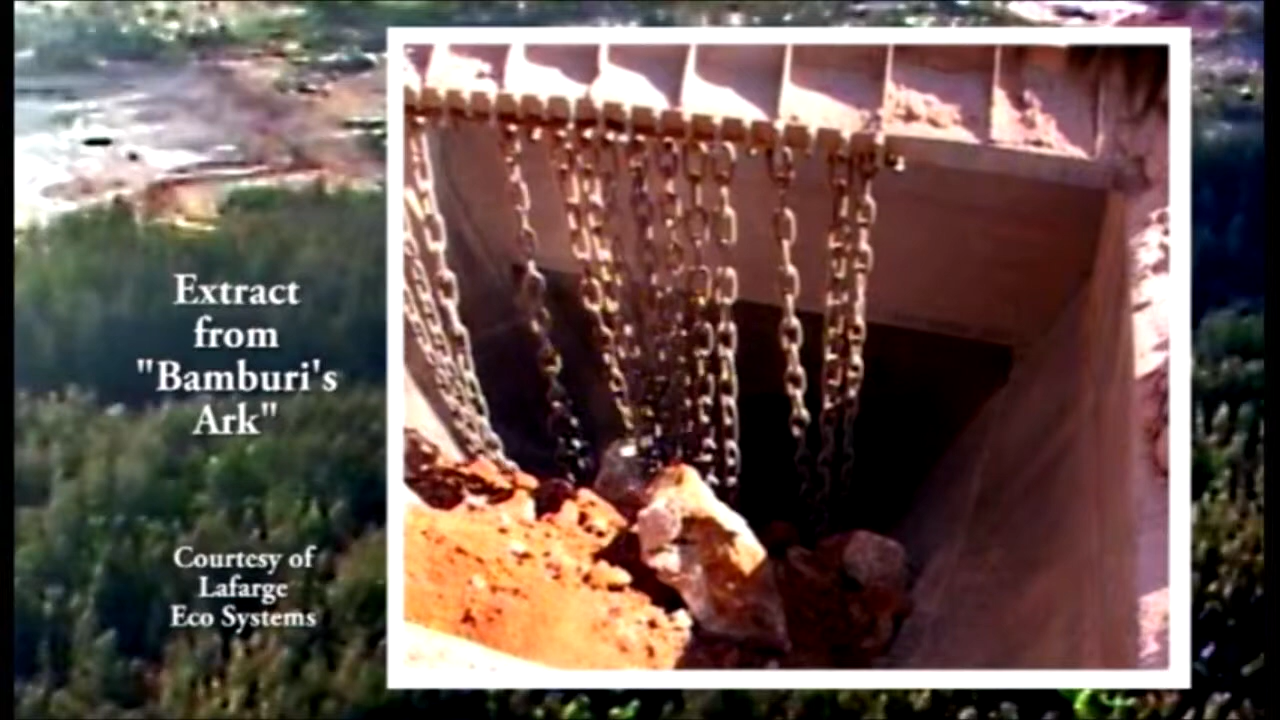 Extract
from
"Bamburi's
Ark"
Courtesy of
Lafarge
Eco Systems